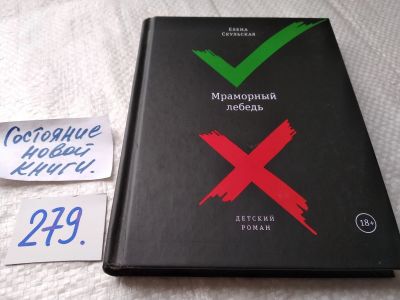 Елена
Скульская
Мраморный
лебедь
ДЕТСКИЙ
РОМАН
18+
Состояние
новой
книги.
279.